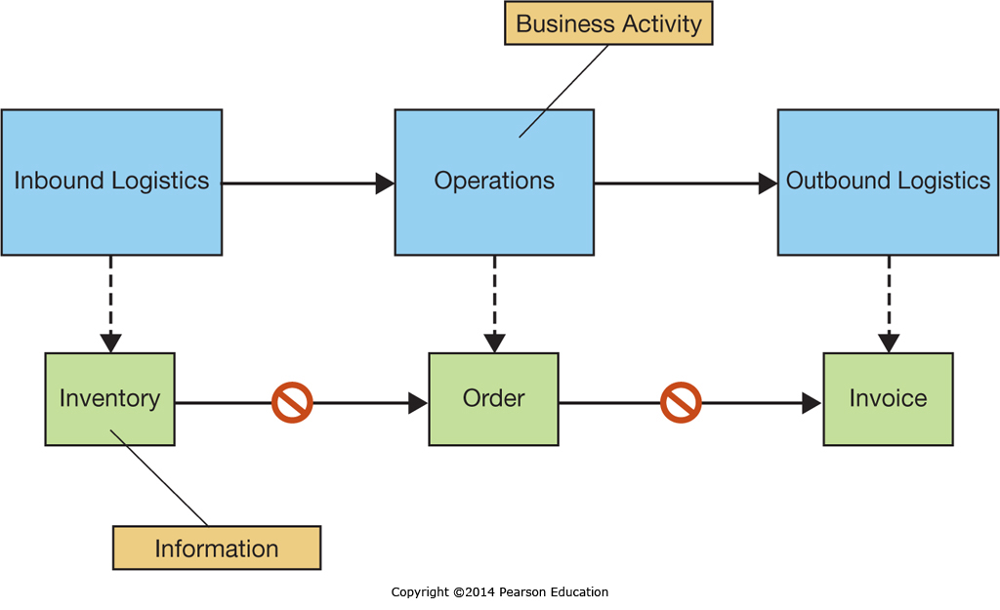 Business Activity
Inbound Logistics
Operations
Outbound Logistics
Inventory
Order
Invoice
Information
Copyright ©2014 Pearson Education